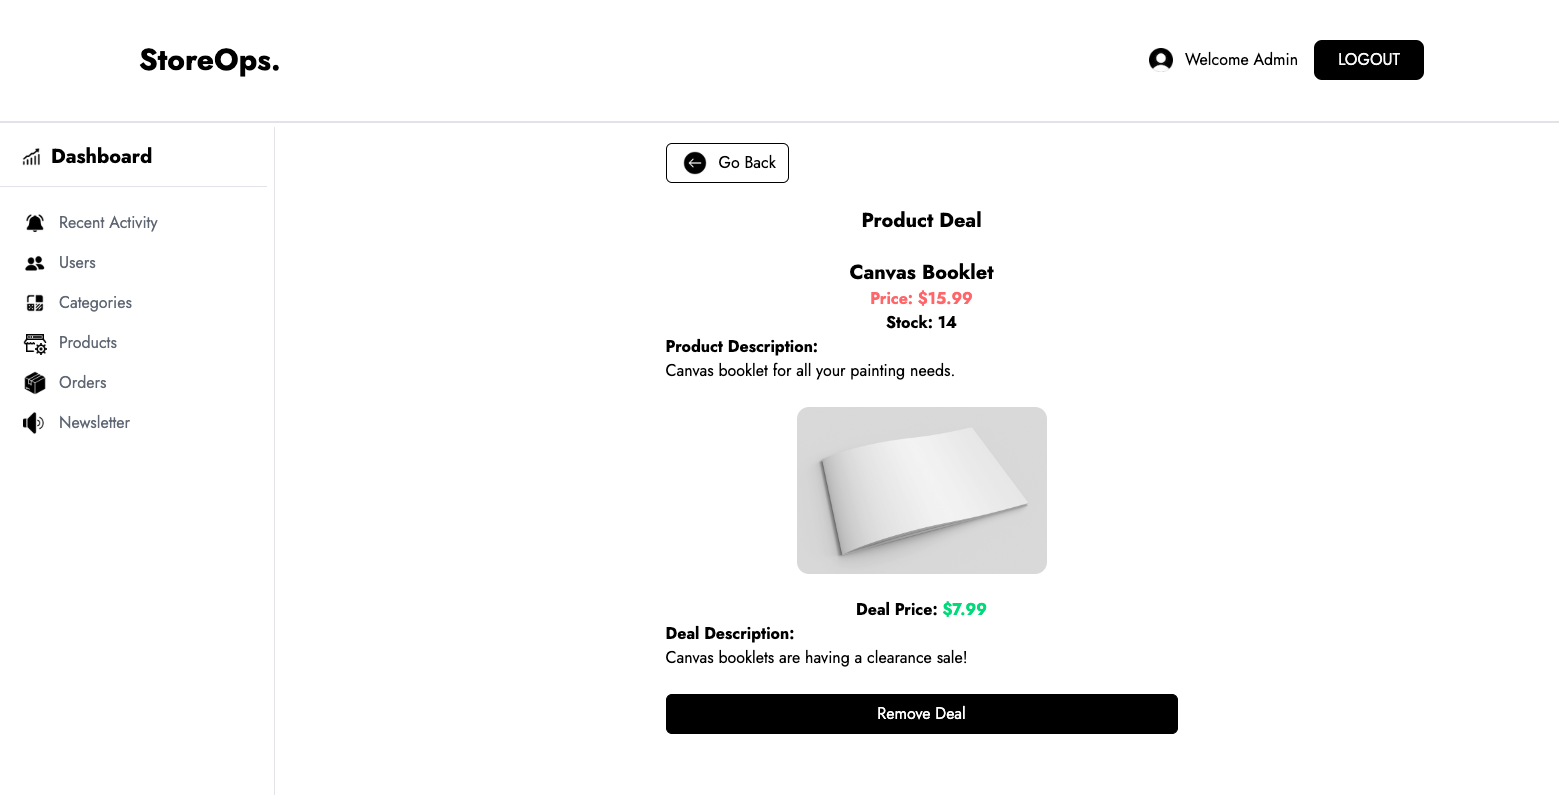 StoreOps.
Welcome Admin
LOGOUT
Dashboard
Recent Activity
Users
Categories
Products
Orders
Newsletter
Go Back
Product Deal
Canvas Booklet
Price: $15.99
Stock: 14
Product Description:
Canvas booklet for all your painting needs.
Deal Price: $7.99
Deal Description:
Canvas booklets are having a clearance sale!
Remove Deal